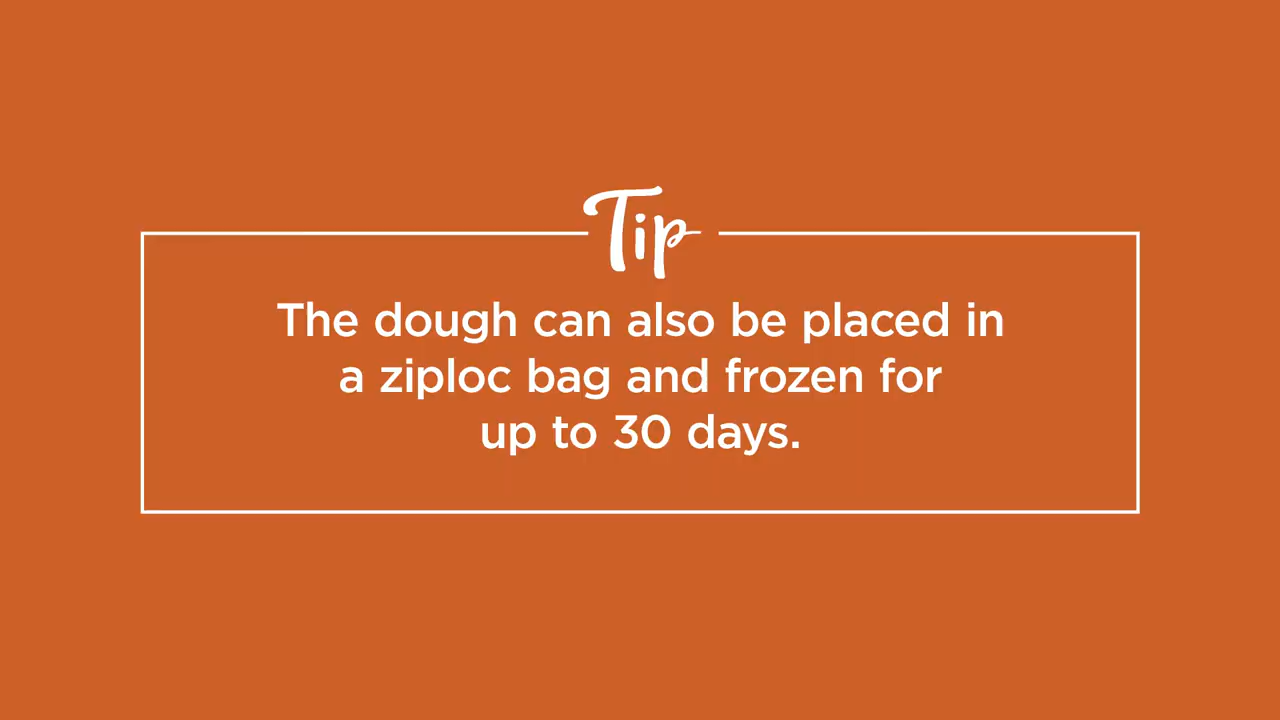 Tip
The dough can also be placed in
a ziploc bag and frozen for
up to 30 days.